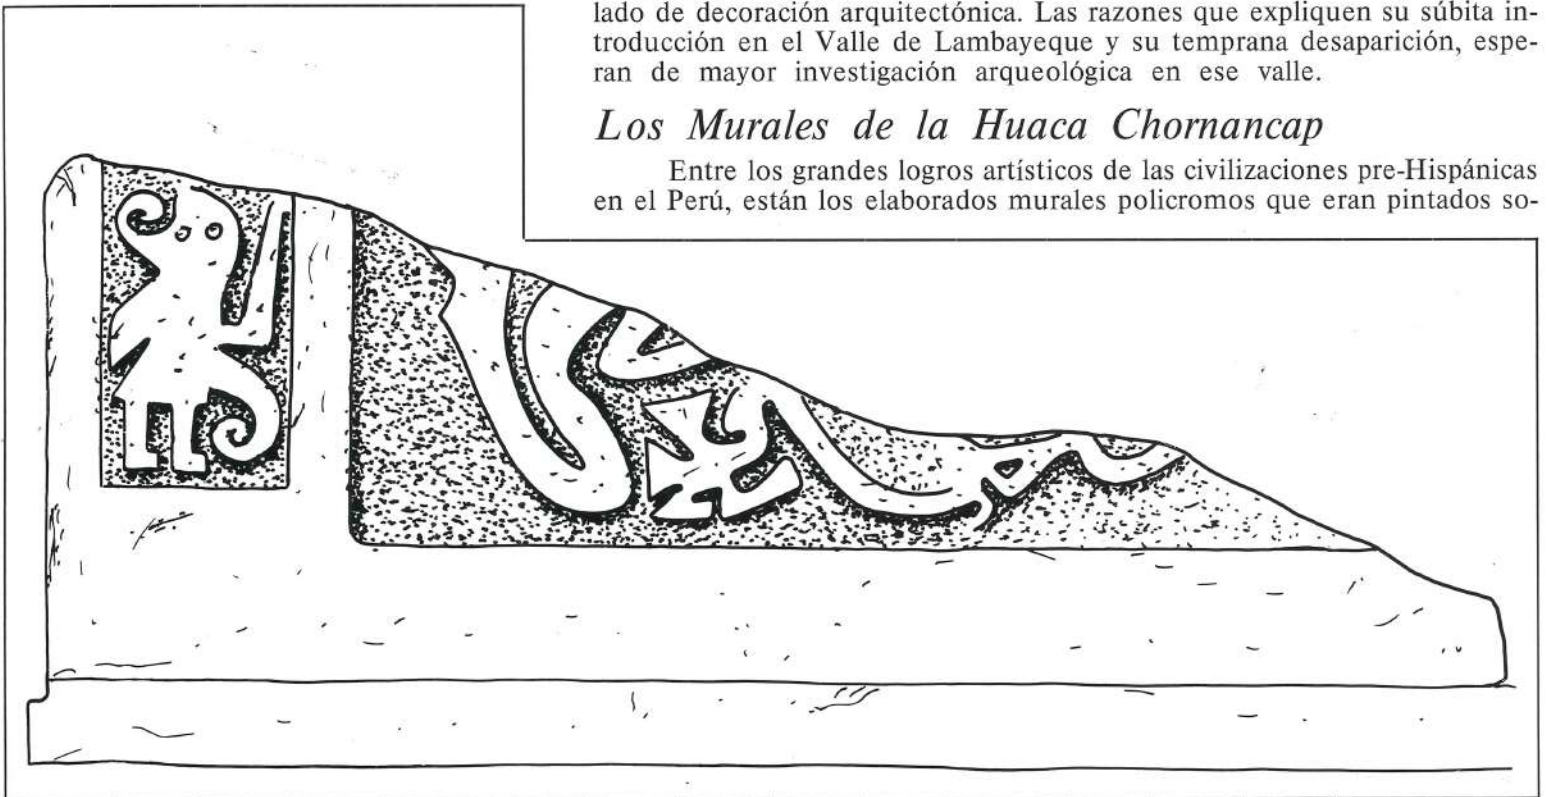 lado de decoración arquitectónica. Las razones que expliquen su súbita in-
troducción en el Valle de Lambayeque y su temprana desaparición, espe-
ran de mayor investigación arqueológica en ese valle.
Los Murales de la Huaca Chornancap
Entre los grandes logros artísticos de las civilizaciones pre-Hispánicas
en el Perú, están los elaborados murales policromos que eran pintados so-